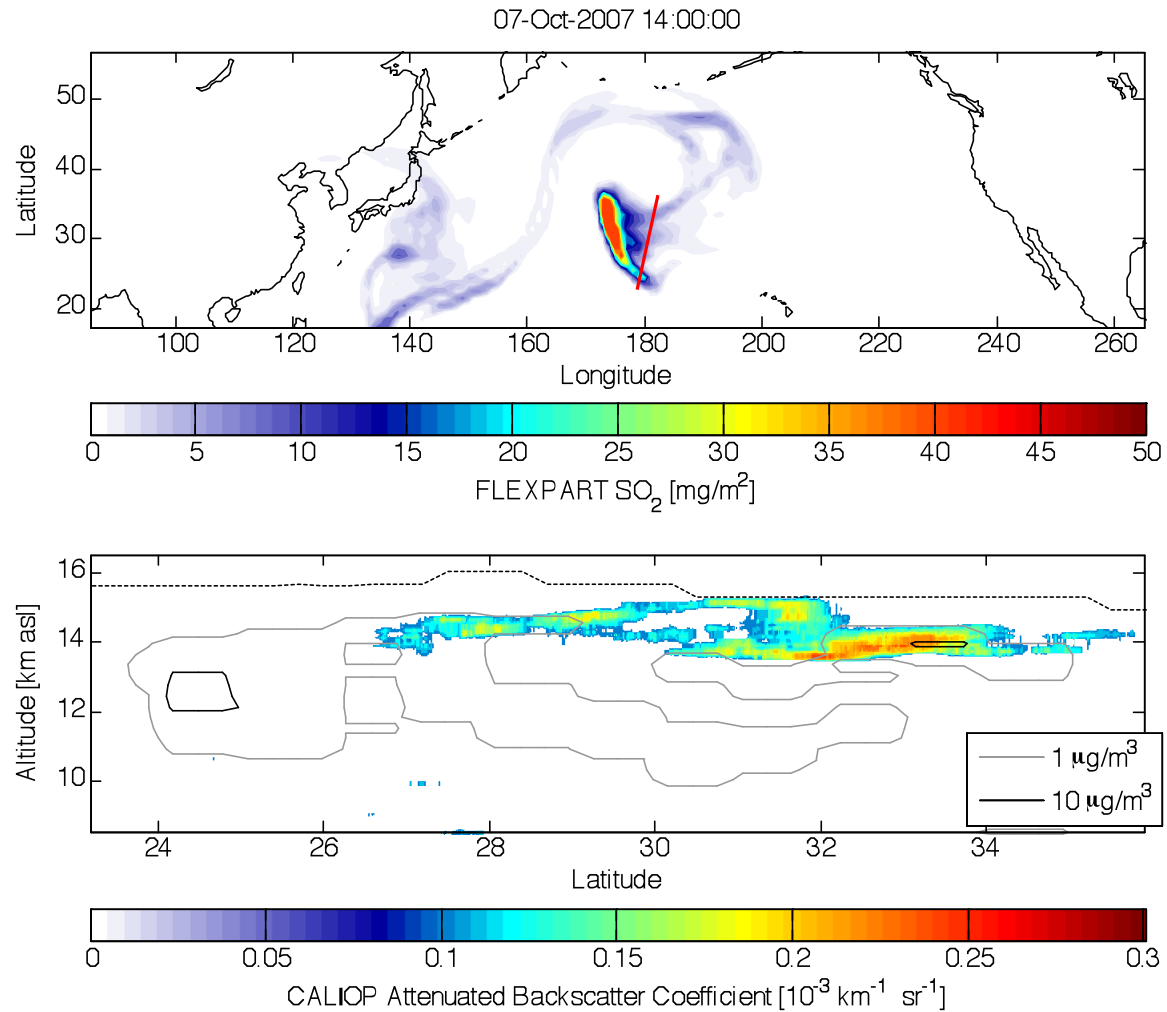 07-Oct-2007 14:00:00
50
40
30
20
Latitude
100 120 140 160 180 200 220 240 260
Longitude
0 5 10 15 20 25 30 35 40 45 50
FLEXPART SO₂ [mg/m²]
16
14
12
10
Altitude [km asl]
1 μg/m³
10 μg/m³
24 26 28 30 32 34
Latitude
0 0.05 0.1 0.15 0.2 0.25 0.3
CALIOP Attenuated Backscatter Coefficient [10⁻³ km⁻¹ sr⁻¹]